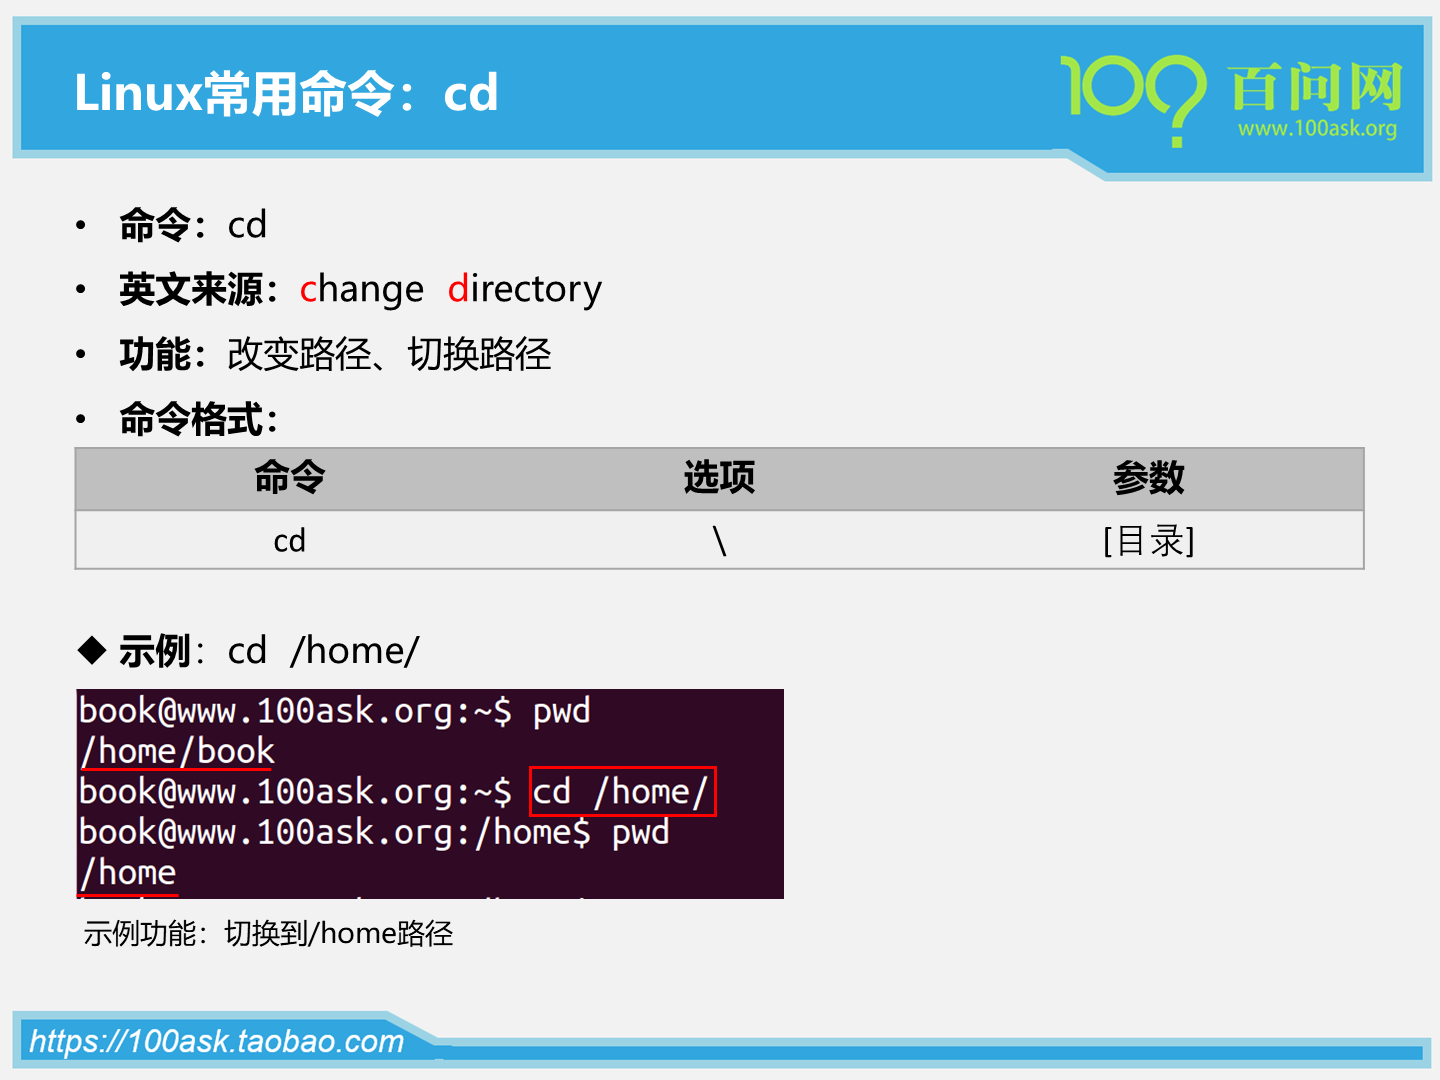 Linux常用命令：cd
百问网
www.100ask.org
• 命令：cd
• 英文来源：change directory
• 功能：改变路径、切换路径
• 命令格式：
命令 选项 参数
cd \ [目录]
◆ 示例：cd /home/
book@www.100ask.org:~$ pwd
/home/book
book@www.100ask.org:~$ cd /home/
book@www.100ask.org:/home$ pwd
/home
示例功能：切换到/home路径
https://100ask.taobao.com